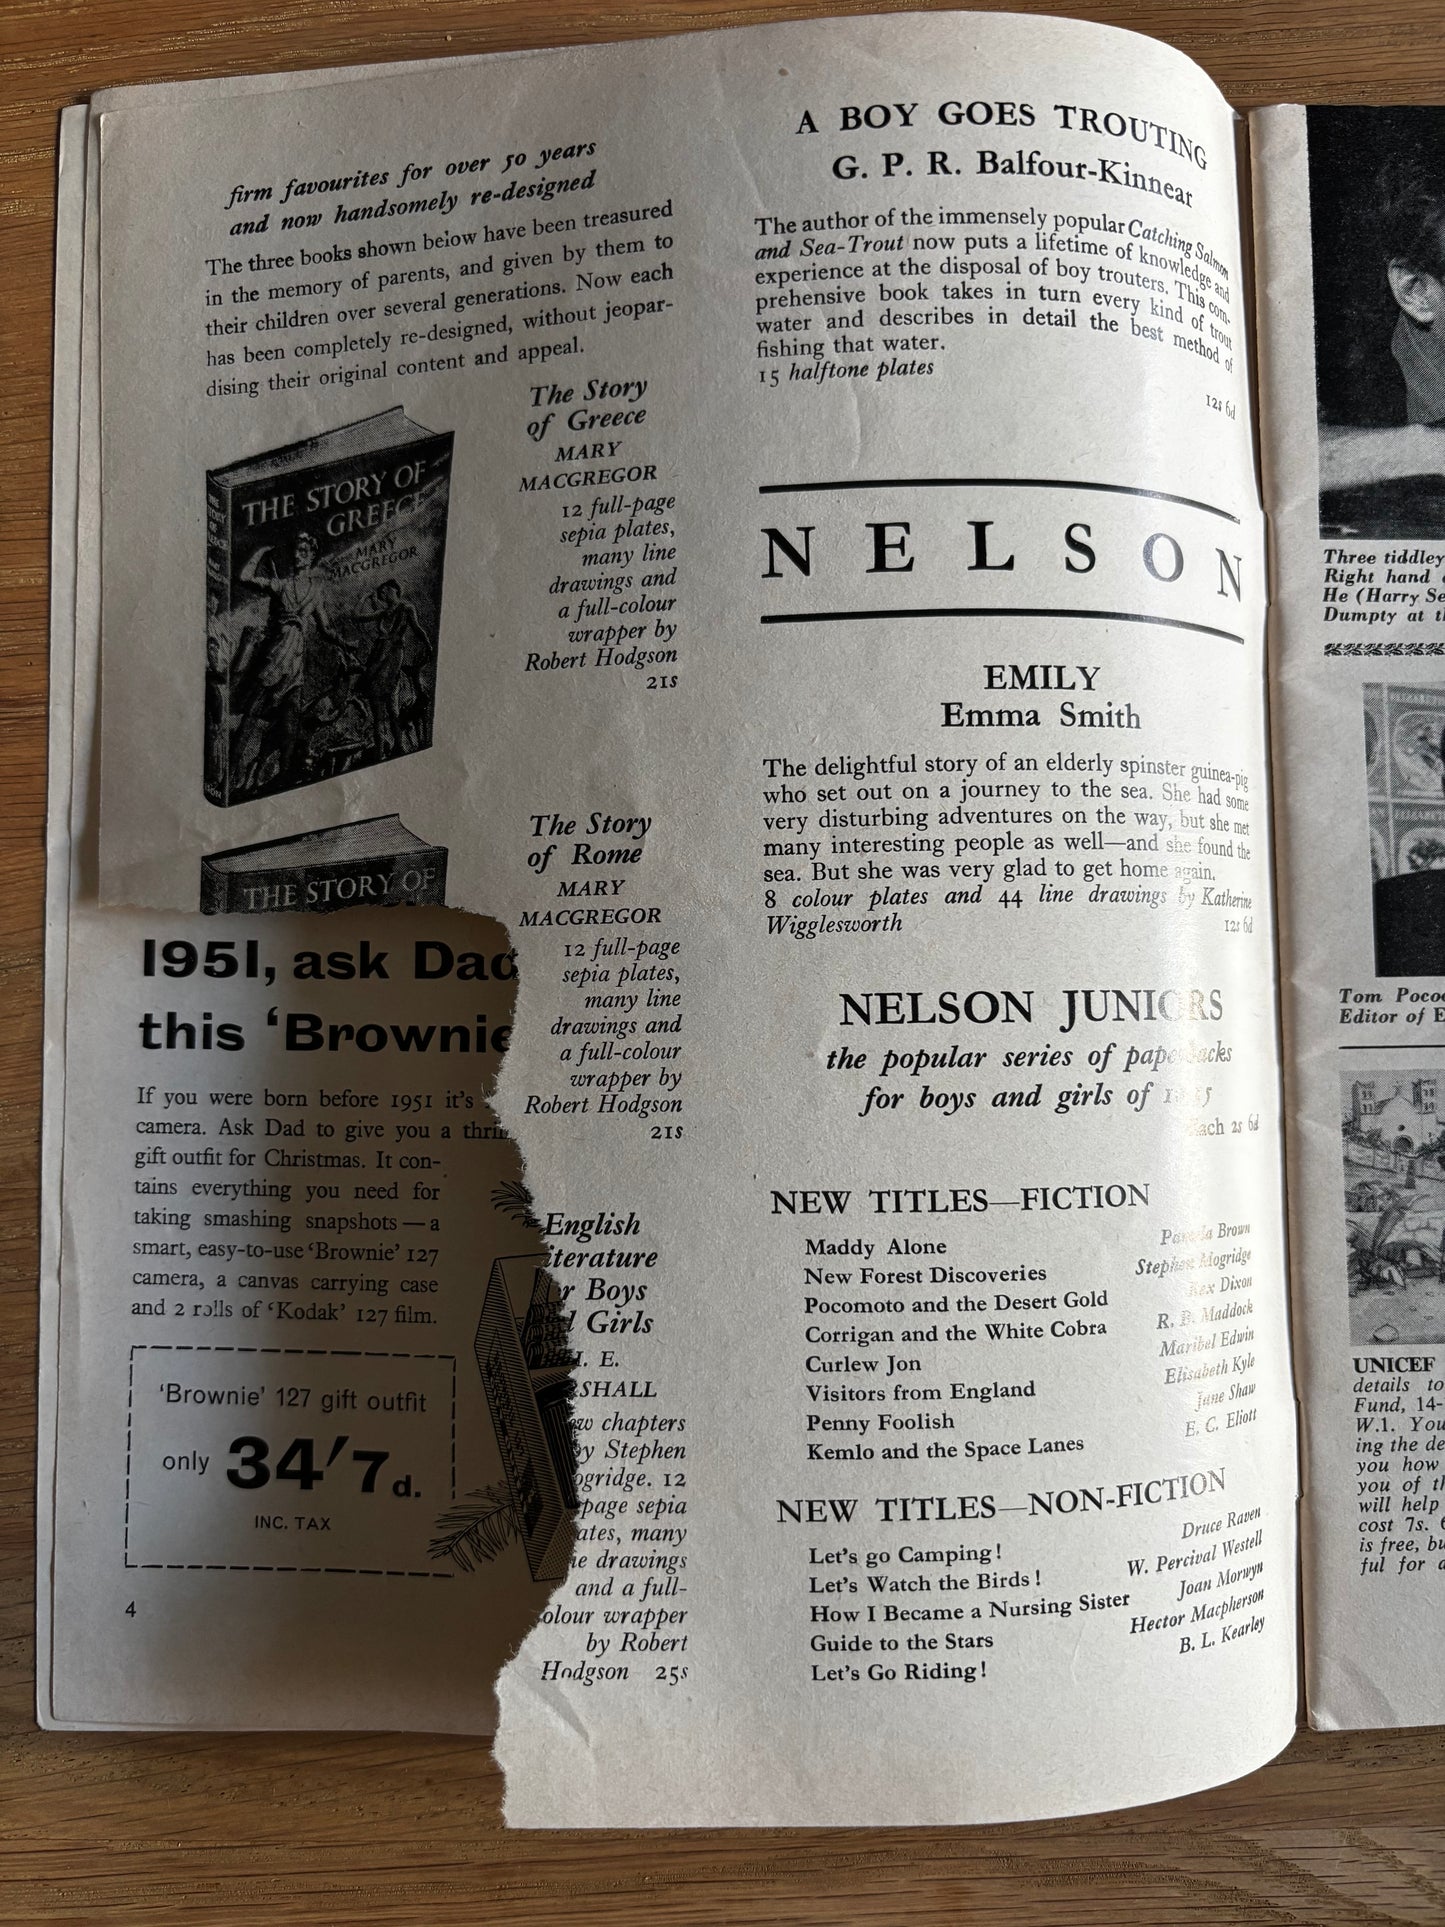 firm favourites for over 50 years
and now handsomely re-designed
The three books shown below have been treasured
in the memory of parents, and given by them to
their children over several generations. Now each
has been completely re-designed, without jeopar-
dising their original content and appeal.
THE STORY OF
GREECE
MARY
MACGREGOR
The Story
of Greece
MARY
MACGREGOR
12 full-page
sepia plates,
many line
drawings and
a full-colour
wrapper by
Robert Hodgson
21s
THE STORY OF
The Story
of Rome
MARY
MACGREGOR
12 full-page
sepia plates,
many line
drawings and
a full-colour
wrapper by
Robert Hodgson
21s
English
iterature
r Boys
d Girls
. E.
SHALL
w chapters
by Stephen
ogridge. 12
page sepia
ates, many
e drawings
and a full-
olour wrapper
by Robert
Hodgson 25s
1951, ask Dad
this ‘Brownie
If you were born before 1951 it's
camera. Ask Dad to give you a thri
gift outfit for Christmas. It con-
tains everything you need for
taking smashing snapshots — a
smart, easy-to-use ‘Brownie’ 127
camera, a canvas carrying case
and 2 rolls of ‘Kodak’ 127 film.
‘Brownie’ 127 gift outfit
only 34/7d.
INC. TAX
4
A BOY GOES TROUTING
G. P. R. Balfour-Kinnear
The author of the immensely popular Catching Salmon
and Sea-Trout now puts a lifetime of knowledge and
experience at the disposal of boy trouters. This com-
prehensive book takes in turn every kind of trout
water and describes in detail the best method of
fishing that water.
15 halftone plates
12s 6d
NELSON
EMILY
Emma Smith
The delightful story of an elderly spinster guinea-pig
who set out on a journey to the sea. She had some
very disturbing adventures on the way, but she met
many interesting people as well—and she found the
sea. But she was very glad to get home again.
8 colour plates and 44 line drawings by Katherine
Wigglesworth 12s 6d
NELSON JUNIORS
the popular series of paperbacks
for boys and girls of
each 2s 6d
NEW TITLES—FICTION
Maddy Alone Pamela Brown
New Forest Discoveries Stephen Mogridge
Pocomoto and the Desert Gold Rex Dixon
Corrigan and the White Cobra R. B. Maddock
Curlew Jon Maribel Edwin
Visitors from England Elisabeth Kyle
Penny Foolish Jane Shaw
Kemlo and the Space Lanes E. C. Eliott
NEW TITLES—NON-FICTION
Let's go Camping! Druce Raven
Let's Watch the Birds! W. Percival Westell
How I Became a Nursing Sister Joan Morwyn
Guide to the Stars Hector Macpherson
Let's Go Riding! B. L. Kearley
Three tiddley
Right hand
He (Harry Se
Dumpty at th
Tom Poco
Editor of E
UNICEF
details to
Fund, 14-
W.1. You
ing the de
you how
you of th
will help
cost 7s. 6
is free, bu
ful for a